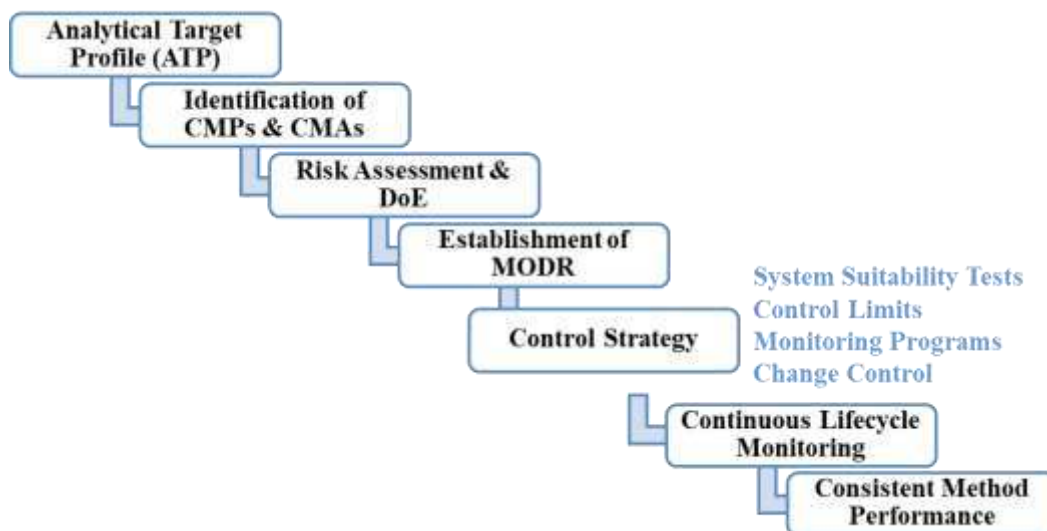 Analytical Target
Profile (ATP)
Identification of
CMPs & CMAs
Risk Assessment &
DoE
Establishment of
MODR
Control Strategy
System Suitability Tests
Control Limits
Monitoring Programs
Change Control
Continuous Lifecycle
Monitoring
Consistent Method
Performance